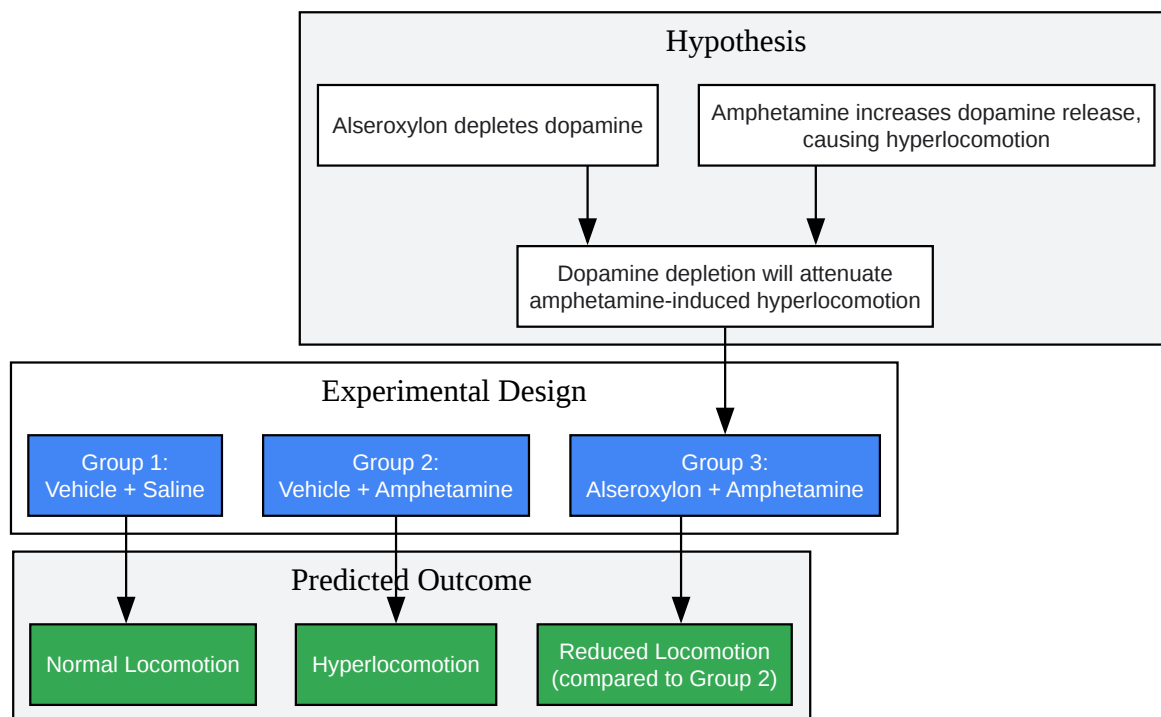 Hypothesis
Alseroxylon depletes dopamine
Amphetamine increases dopamine release,
causing hyperlocomotion
Dopamine depletion will attenuate
amphetamine-induced hyperlocomotion
Experimental Design
Group 1:
Vehicle + Saline
Group 2:
Vehicle + Amphetamine
Group 3:
Alseroxylon + Amphetamine
Predicted Outcome
Normal Locomotion
Hyperlocomotion
Reduced Locomotion
(compared to Group 2)